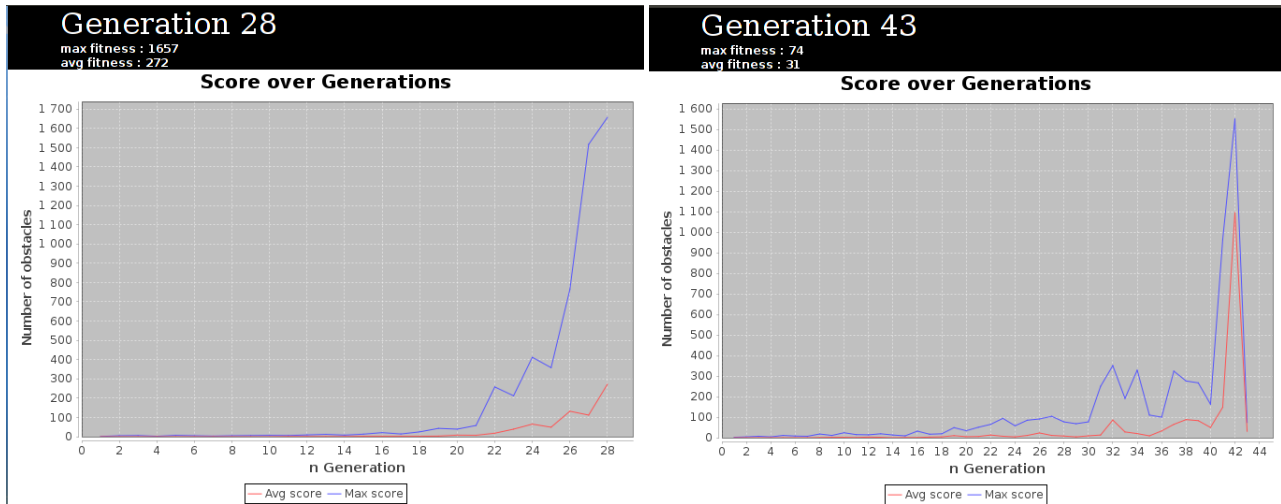 Generation 28
max fitness : 1657
avg fitness : 272
Score over Generations
Number of obstacles
1 700
1 600
1 500
1 400
1 300
1 200
1 100
1 000
900
800
700
600
500
400
300
200
100
0
0 2 4 6 8 10 12 14 16 18 20 22 24 26 28
n Generation
Avg score Max score
Generation 43
max fitness : 74
avg fitness : 31
Score over Generations
Number of obstacles
1 600
1 500
1 400
1 300
1 200
1 100
1 000
900
800
700
600
500
400
300
200
100
0
0 2 4 6 8 10 12 14 16 18 20 22 24 26 28 30 32 34 36 38 40 42 44
n Generation
Avg score Max score